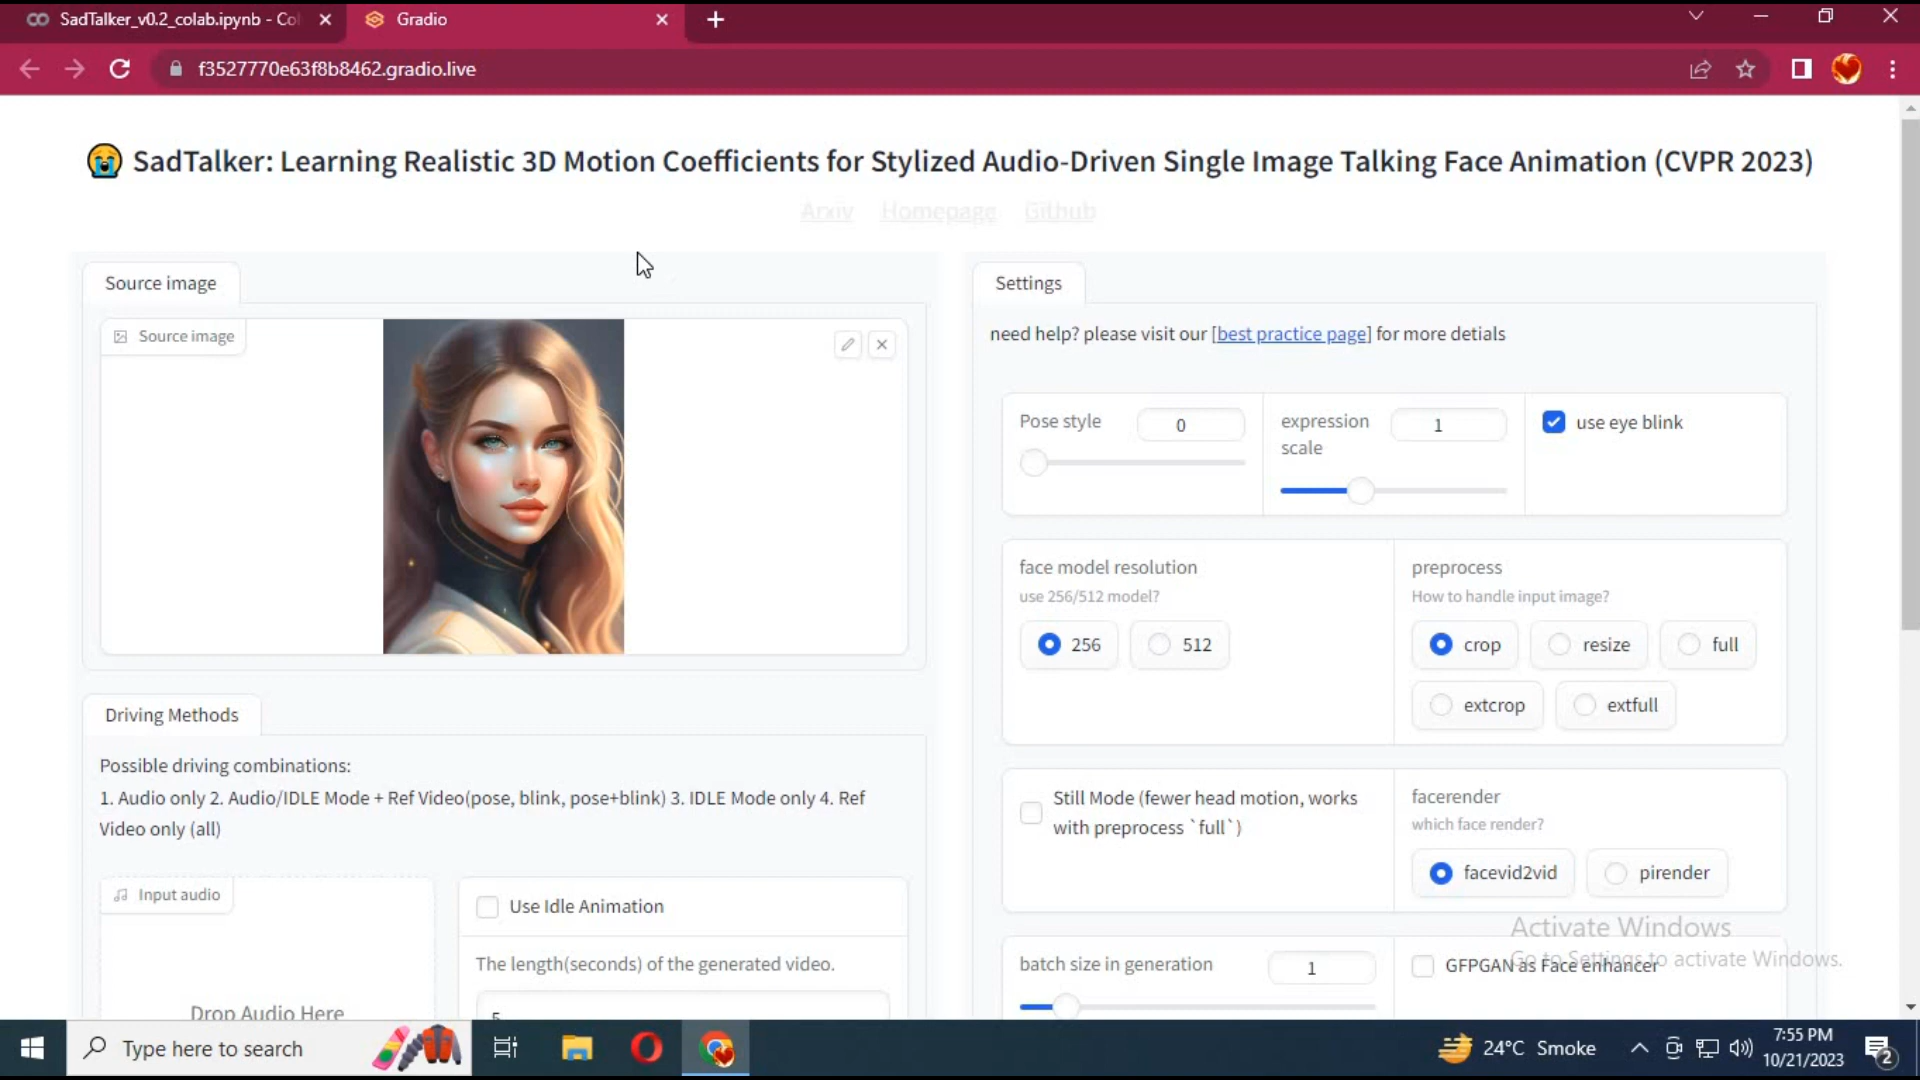 SadTalker_v0.2_colab.ipynb - Co
Gradio
f3527770e63f8b8462.gradio.live
SadTalker: Learning Realistic 3D Motion Coefficients for Stylized Audio-Driven Single Image Talking Face Animation (CVPR 2023)
Arxiv Homepage Github
Source image
Source image
Driving Methods
Possible driving combinations:
1. Audio only 2. Audio/IDLE Mode + Ref Video(pose, blink, pose+blink) 3. IDLE Mode only 4. Ref
Video only (all)
Input audio
Drop Audio Here
Use Idle Animation
The length(seconds) of the generated video.
5
Settings
need help? please visit our [best practice page] for more detials
Pose style 0
expression
scale
1
use eye blink
face model resolution
use 256/512 model?
256 512
preprocess
How to handle input image?
crop resize full
extcrop extfull
Still Mode (fewer head motion, works
with preprocess `full`)
facerender
which face render?
facevid2vid pirender
batch size in generation 1
GFPGAN as Face enhancer
Activate Windows
Go to Settings to activate Windows.
Type here to search
24°C Smoke
7:55 PM
10/21/2023
2